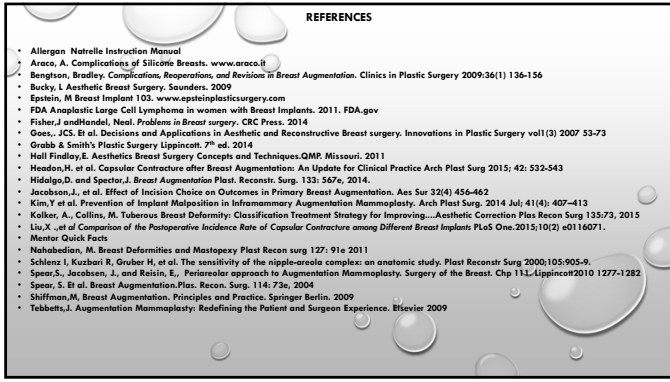 REFERENCES
• Allergan Natrelle Instruction Manual
• Araco, A. Complications of Silicone Breasts. www.araco.it
• Bengtson, Bradley. Complications, Reoperations, and Revisions in Breast Augmentation. Clinics in Plastic Surgery 2009:36(1) 136-156
• Bucky, L Aesthetic Breast Surgery. Saunders. 2009
• Epstein, M Breast Implant 103. www.epsteinplasticsurgery.com
• FDA Anaplastic Large Cell Lymphoma in women with Breast Implants. 2011. FDA.gov
• Fisher,J andHandel, Neal. Problems in Breast surgery. CRC Press. 2014
• Goes,. JCS. Et al. Decisions and Applications in Aesthetic and Reconstructive Breast surgery. Innovations in Plastic Surgery vol1(3) 2007 53-73
• Grabb & Smith's Plastic Surgery Lippincott. 7th ed. 2014
• Hall Findlay,E. Aesthetics Breast Surgery Concepts and Techniques.QMP. Missouri. 2011
• Headon,H. et al. Capsular Contracture after Breast Augmentation: An Update for Clinical Practice Arch Plast Surg 2015; 42: 532-543
• Hidalgo,D. and Spector,J. Breast Augmentation Plast. Reconstr. Surg. 133: 567e, 2014.
• Jacobson,J., et al. Effect of Incision Choice on Outcomes in Primary Breast Augmentation. Aes Sur 32(4) 456-462
• Kim,Y et al. Prevention of Implant Malposition in Inframammary Augmentation Mammoplasty. Arch Plast Surg. 2014 Jul; 41(4): 407–413
• Kolker, A., Collins, M. Tuberous Breast Deformity: Classification Treatment Strategy for Improving....Aesthetic Correction Plas Recon Surg 135:73, 2015
• Liu,X .,et al Comparison of the Postoperative Incidence Rate of Capsular Contracture among Different Breast Implants PLoS One.2015;10(2) e0116071.
• Mentor Quick Facts
• Nahabedian, M. Breast Deformities and Mastopexy Plast Recon surg 127: 91e 2011
• Schlenz I, Kuzbari R, Gruber H, et al. The sensitivity of the nipple-areola complex: an anatomic study. Plast Reconstr Surg 2000;105:905-9.
• Spear,S., Jacobsen, J., and Reisin, E,, Periareolar approach to Augmentation Mammoplasty. Surgery of the Breast. Chp 111. Lippincott2010 1277-1282
• Spear, S. Et al. Breast Augmentation.Plas. Recon. Surg. 114: 73e, 2004
• Shiffman,M, Breast Augmentation. Principles and Practice. Springer Berlin. 2009
• Tebbetts,J. Augmentation Mammaplasty: Redefining the Patient and Surgeon Experience. Elsevier 2009